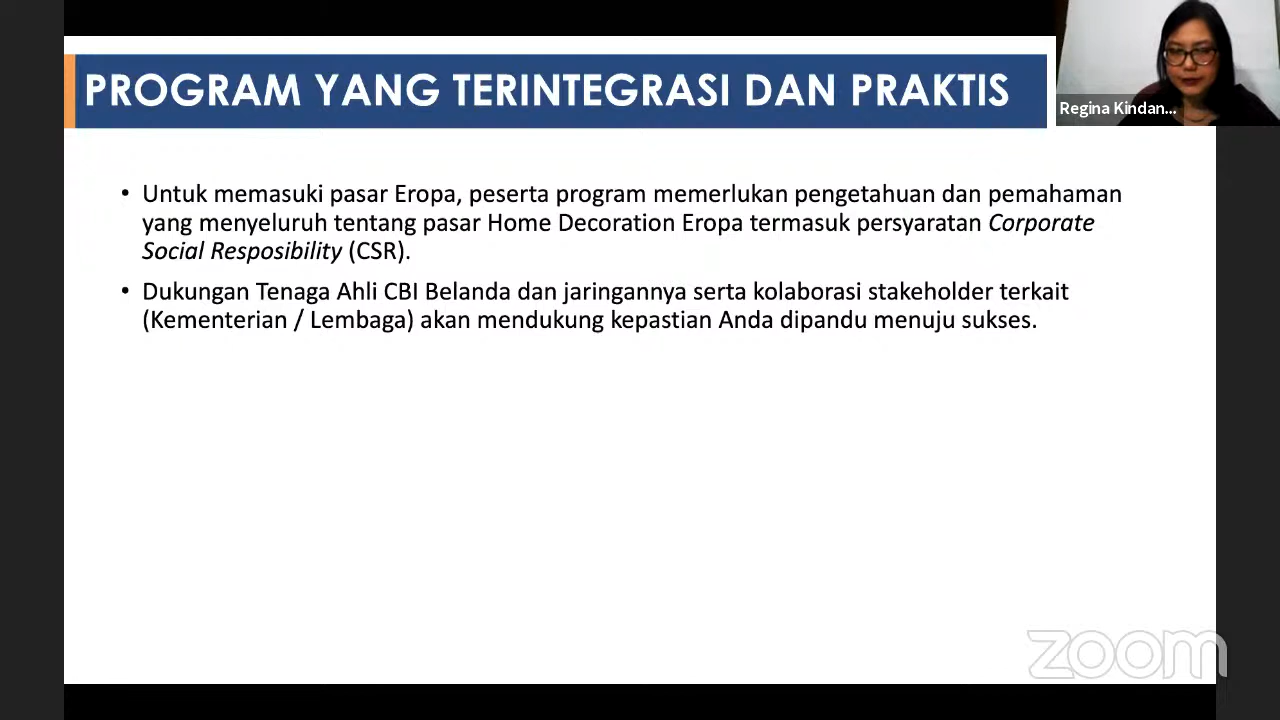 PROGRAM YANG TERINTEGRASI DAN PRAKTIS
Regina Kindan...
• Untuk memasuki pasar Eropa, peserta program memerlukan pengetahuan dan pemahaman
yang menyeluruh tentang pasar Home Decoration Eropa termasuk persyaratan Corporate
Social Resposibility (CSR).
• Dukungan Tenaga Ahli CBI Belanda dan jaringannya serta kolaborasi stakeholder terkait
(Kementerian / Lembaga) akan mendukung kepastian Anda dipandu menuju sukses.
zoom